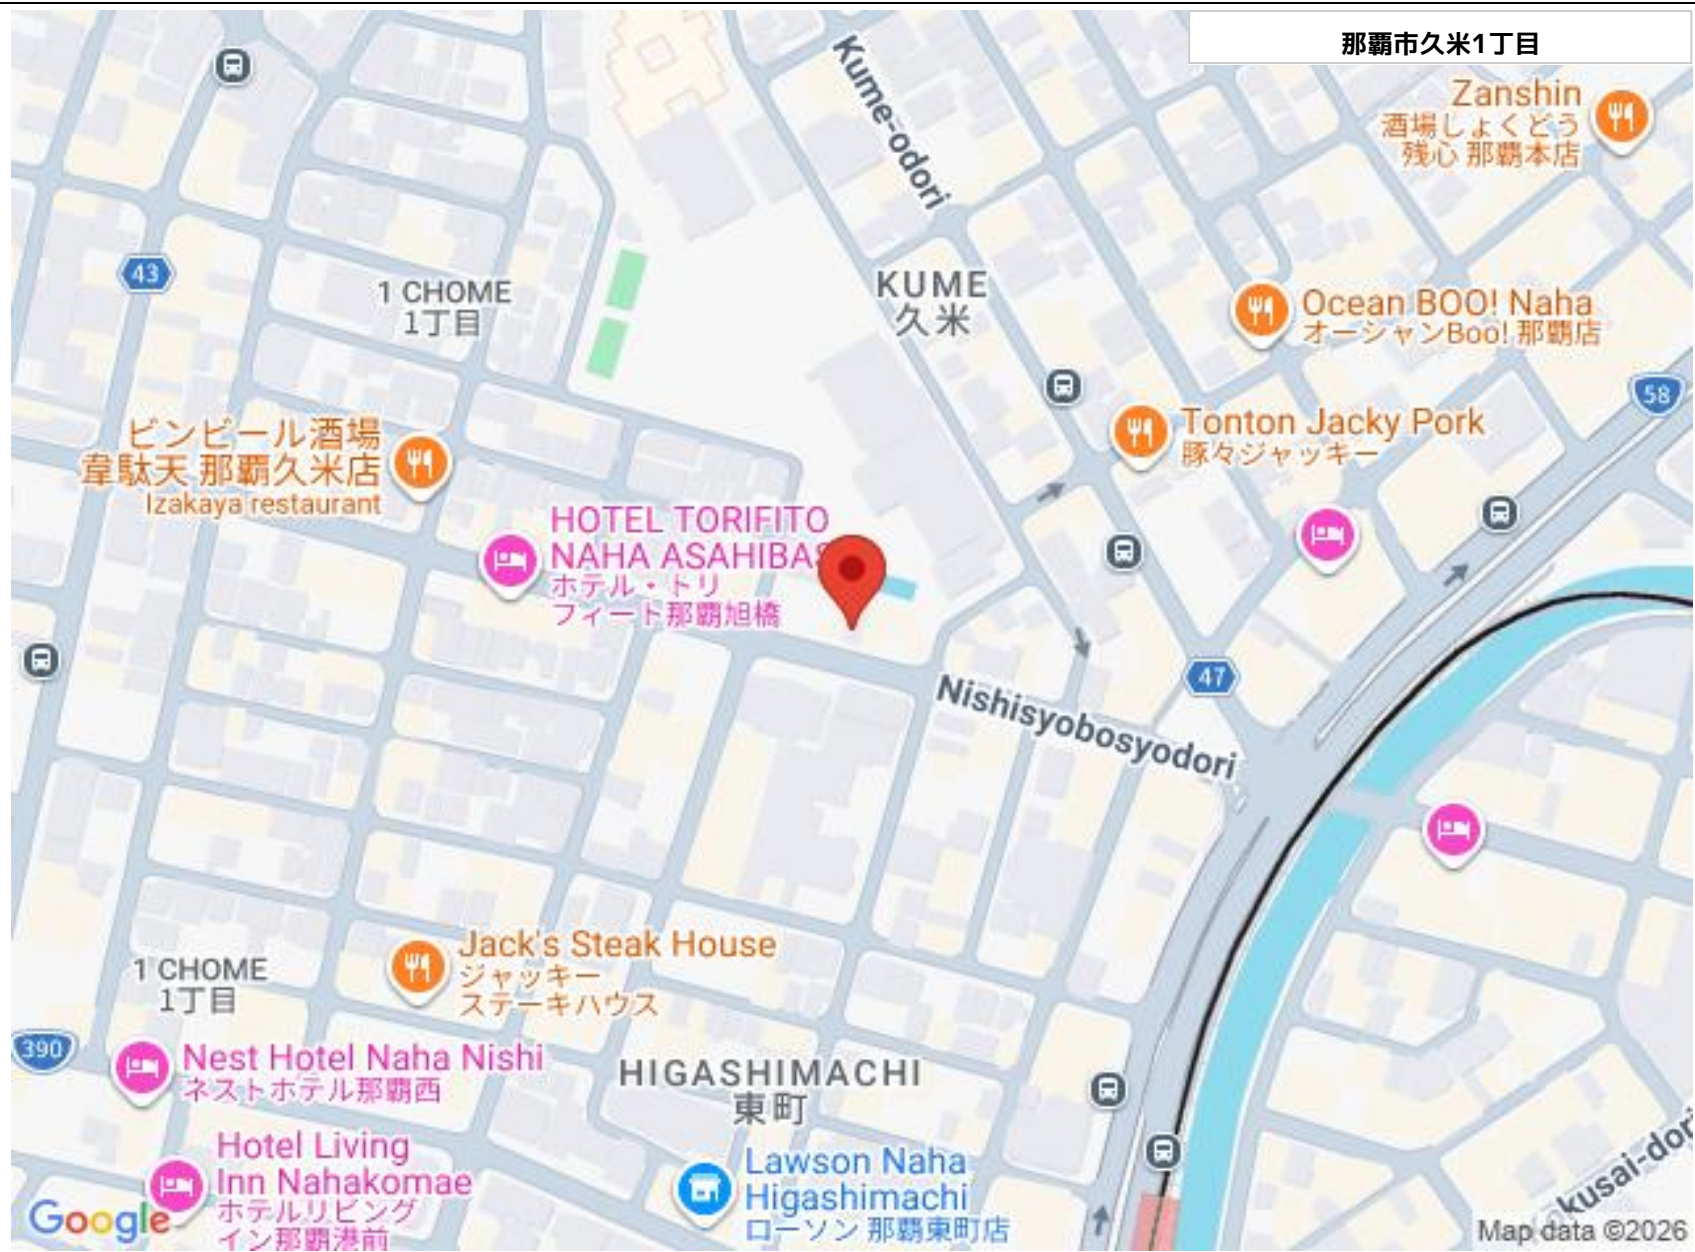 那覇市久米1丁目
Kume-odori
Zanshin
酒場しょくどう
残心 那覇本店
43
1 CHOME
1丁目
KUME
久米
Ocean BOO! Naha
オーシャンBoo! 那覇店
58
ビンビール酒場
韋駄天 那覇久米店
Izakaya restaurant
Tonton Jacky Pork
豚々ジャッキー
HOTEL TORIFITO
NAHA ASAHIBAS
ホテル・トリ
フィート那覇旭橋
47
Nishisyobosyodori
Jack's Steak House
ジャッキー
ステーキハウス
1 CHOME
1丁目
390
Nest Hotel Naha Nishi
ネストホテル那覇西
HIGASHIMACHI
東町
Hotel Living
Inn Nahakomae
ホテルリビング
イン那覇港前
Lawson Naha
Higashimachi
ローソン 那覇東町店
kusai-dori
Google
Map data ©2026